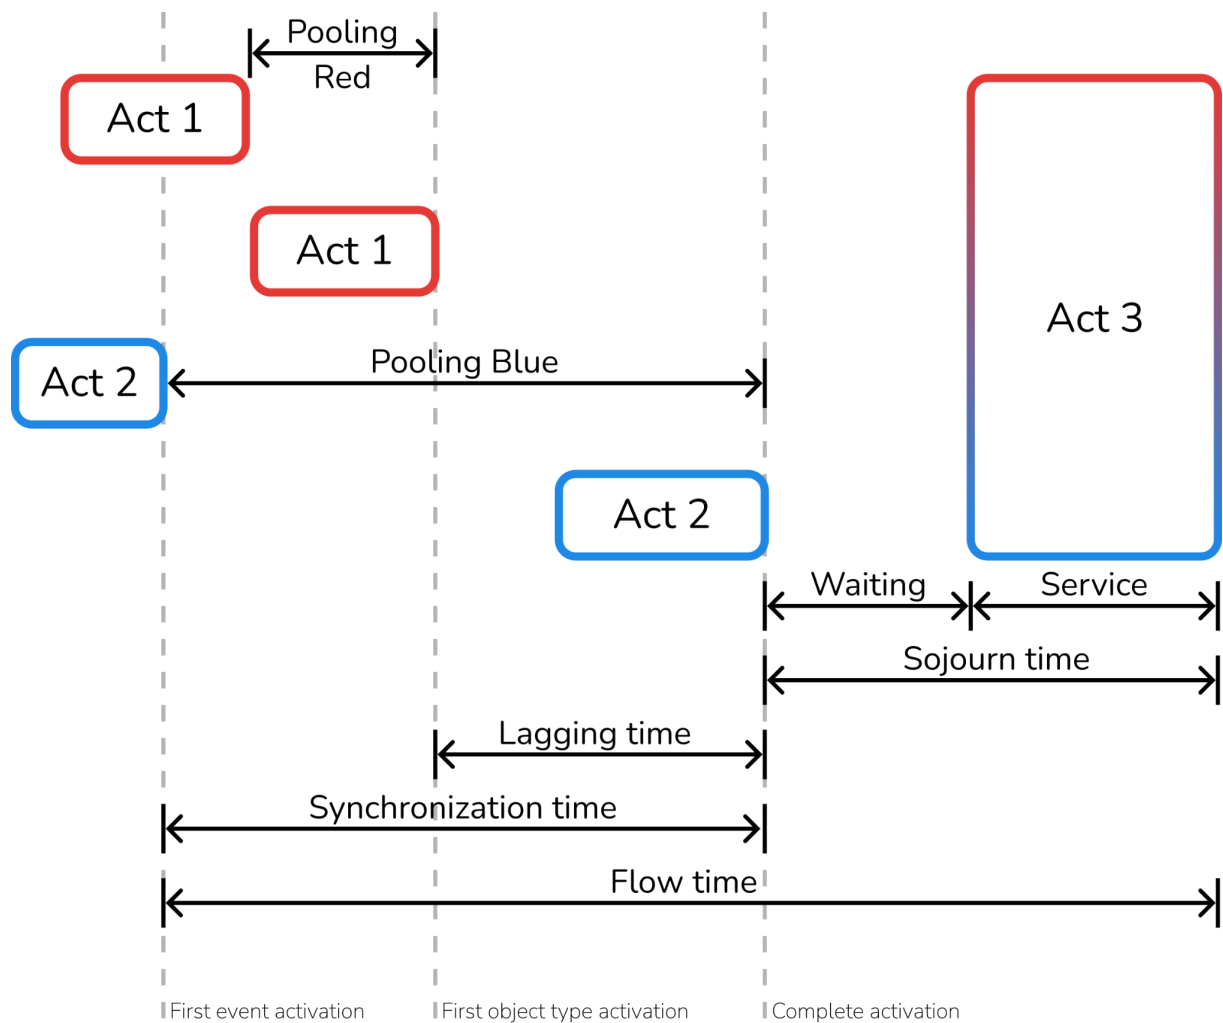 Pooling
Red
Act 1
Act 1
Pooling Blue
Act 2
Act 2
Act 3
Waiting
Service
Sojourn time
Lagging time
Synchronization time
Flow time
First event activation
First object type activation
Complete activation